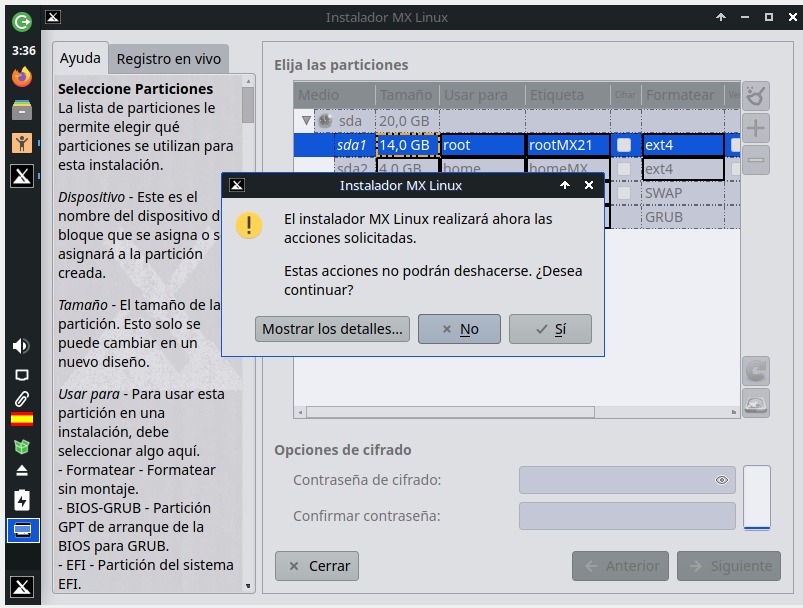 Instalador MX Linux
3:36
Ayuda
Registro en vivo
Seleccione Particiones
La lista de particiones le
permite elegir qué
particiones se utilizan para
esta instalación.
Dispositivo - Este es el
nombre del dispositivo d
bloque que se asigna o s
asignará a la partición
creada.
Tamaño - El tamaño de la
partición. Esto solo se
puede cambiar en un
nuevo diseño.
Usar para - Para usar esta
partición en una
instalación, debe
seleccionar algo aquí.
- Formatear - Formatear
sin montaje.
- BIOS-GRUB - Partición
GPT de arranque de la
BIOS para GRUB.
- EFI - Partición del sistema
EFI.
Elija las particiones
Medio Tamaño Usar para Etiqueta Cifrar Formatear
sda 20,0 GB
sda1 14,0 GB root rootMX21 ext4
sda2 4,0 GB home homeMX ext4
SWAP
GRUB
Instalador MX Linux
El instalador MX Linux realizará ahora las
acciones solicitadas.
Estas acciones no podrán deshacerse. ¿Desea
continuar?
Mostrar los detalles... No Sí
Opciones de cifrado
Contraseña de cifrado:
Confirmar contraseña:
Cerrar Anterior Siguiente